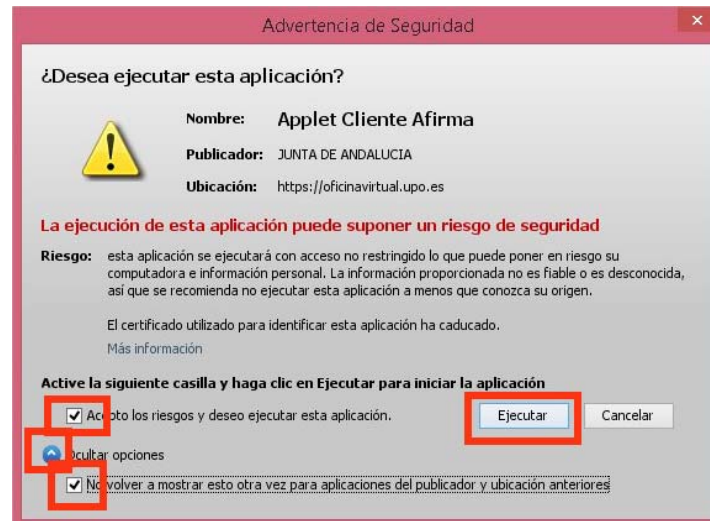 Advertencia de Seguridad
¿Desea ejecutar esta aplicación?
Nombre: Applet Cliente Afirma
Publicador: JUNTA DE ANDALUCIA
Ubicación: https://oficinavirtual.upo.es
La ejecución de esta aplicación puede suponer un riesgo de seguridad
Riesgo: esta aplicación se ejecutará con acceso no restringido lo que puede poner en riesgo su
computadora e información personal. La información proporcionada no es fiable o es desconocida,
así que se recomienda no ejecutar esta aplicación a menos que conozca su origen.
El certificado utilizado para identificar esta aplicación ha caducado.
Más información
Active la siguiente casilla y haga clic en Ejecutar para iniciar la aplicación
Acepto los riesgos y deseo ejecutar esta aplicación. Ejecutar Cancelar
Ocultar opciones
No volver a mostrar esto otra vez para aplicaciones del publicador y ubicación anteriores